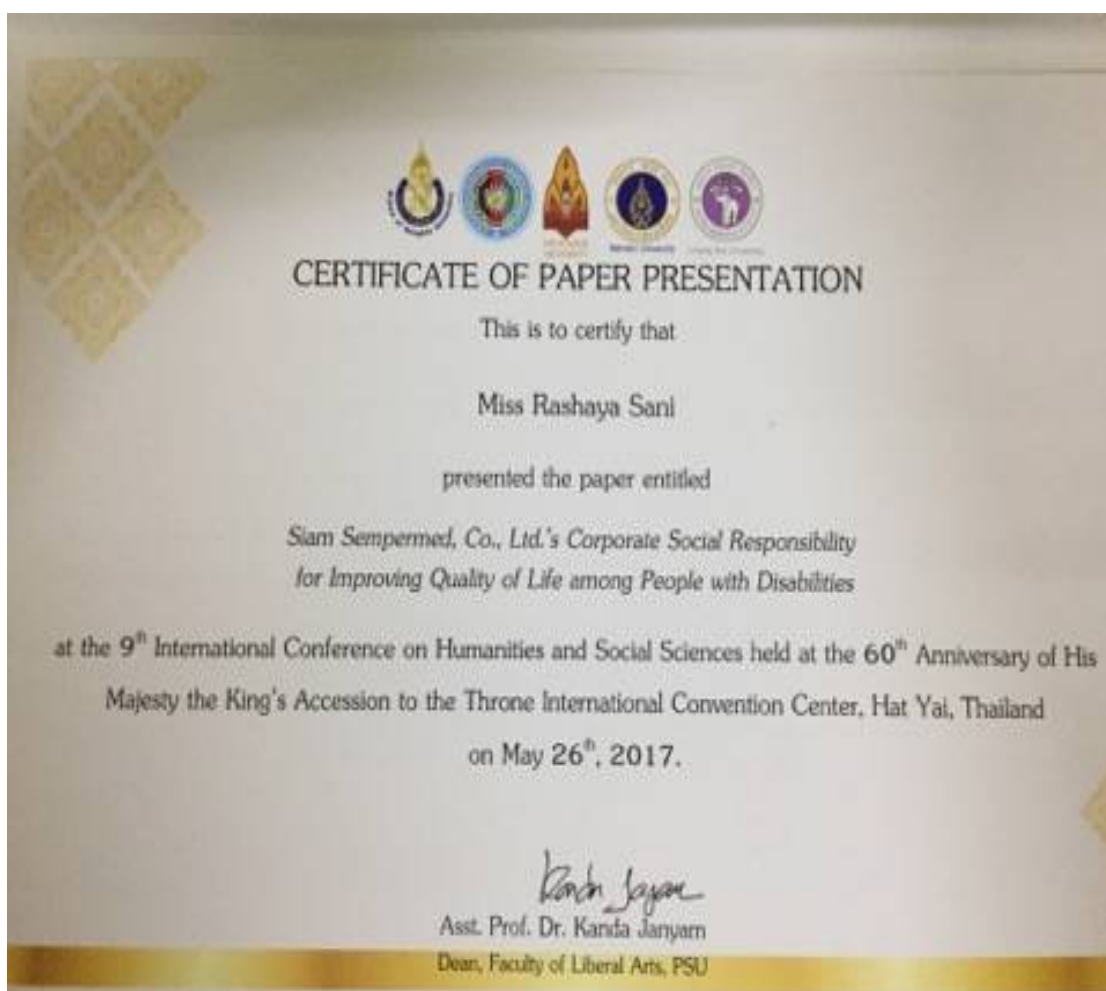 CERTIFICATE OF PAPER PRESENTATION
This is to certify that
Miss Rashaya Sani
presented the paper entitled
Siam Sempermed, Co., Ltd.'s Corporate Social Responsibility
for Improving Quality of Life among People with Disabilities
at the 9th International Conference on Humanities and Social Sciences held at the 60th Anniversary of His
Majesty the King's Accession to the Throne International Convention Center, Hat Yai, Thailand
on May 26th, 2017.
Asst. Prof. Dr. Kanda Janyam
Dean, Faculty of Liberal Arts, PSU